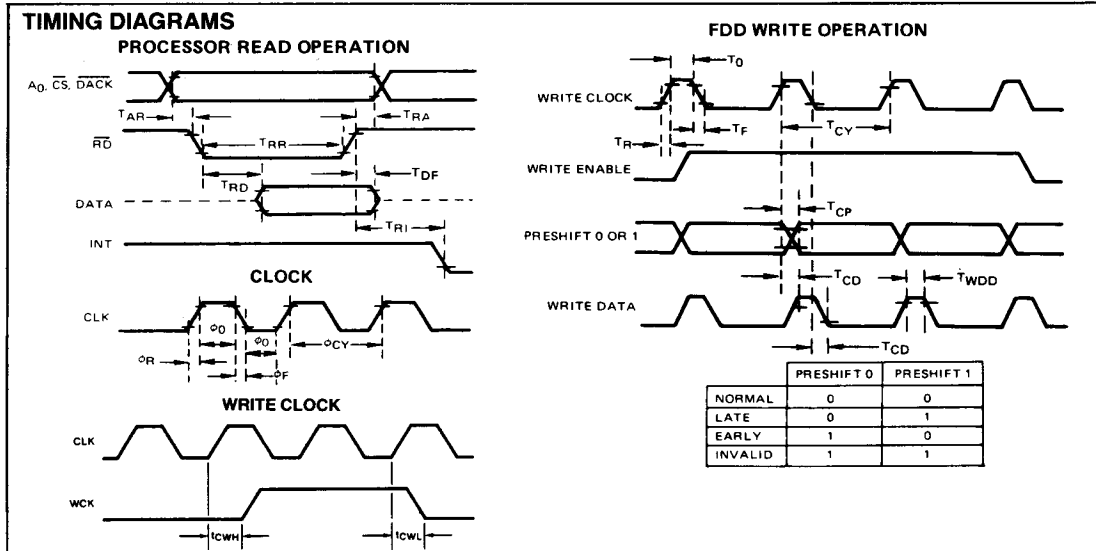 TIMING DIAGRAMS
PROCESSOR READ OPERATION
A0, CS, DACK
TAR
TRA
RD
TRR
TRD
TDF
DATA
TRI
INT
CLOCK
CLK
φ0
φ0
φCY
φR
φF
WRITE CLOCK
CLK
WCK
tCWH
tCWL
FDD WRITE OPERATION
T0
WRITE CLOCK
TR
TF
TCY
WRITE ENABLE
TCP
PRESHIFT 0 OR 1
TCD
TWDD
WRITE DATA
TCD
PRESHIFT 0 PRESHIFT 1
NORMAL 0 0
LATE 0 1
EARLY 1 0
INVALID 1 1